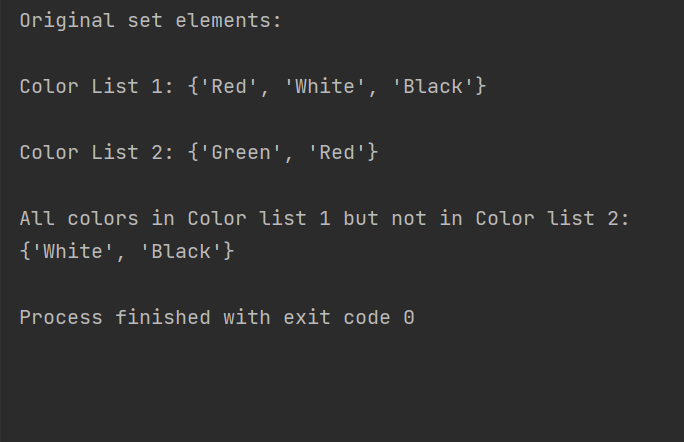 Original set elements:
Color List 1: {'Red', 'White', 'Black'}
Color List 2: {'Green', 'Red'}
All colors in Color list 1 but not in Color list 2:
{'White', 'Black'}
Process finished with exit code 0